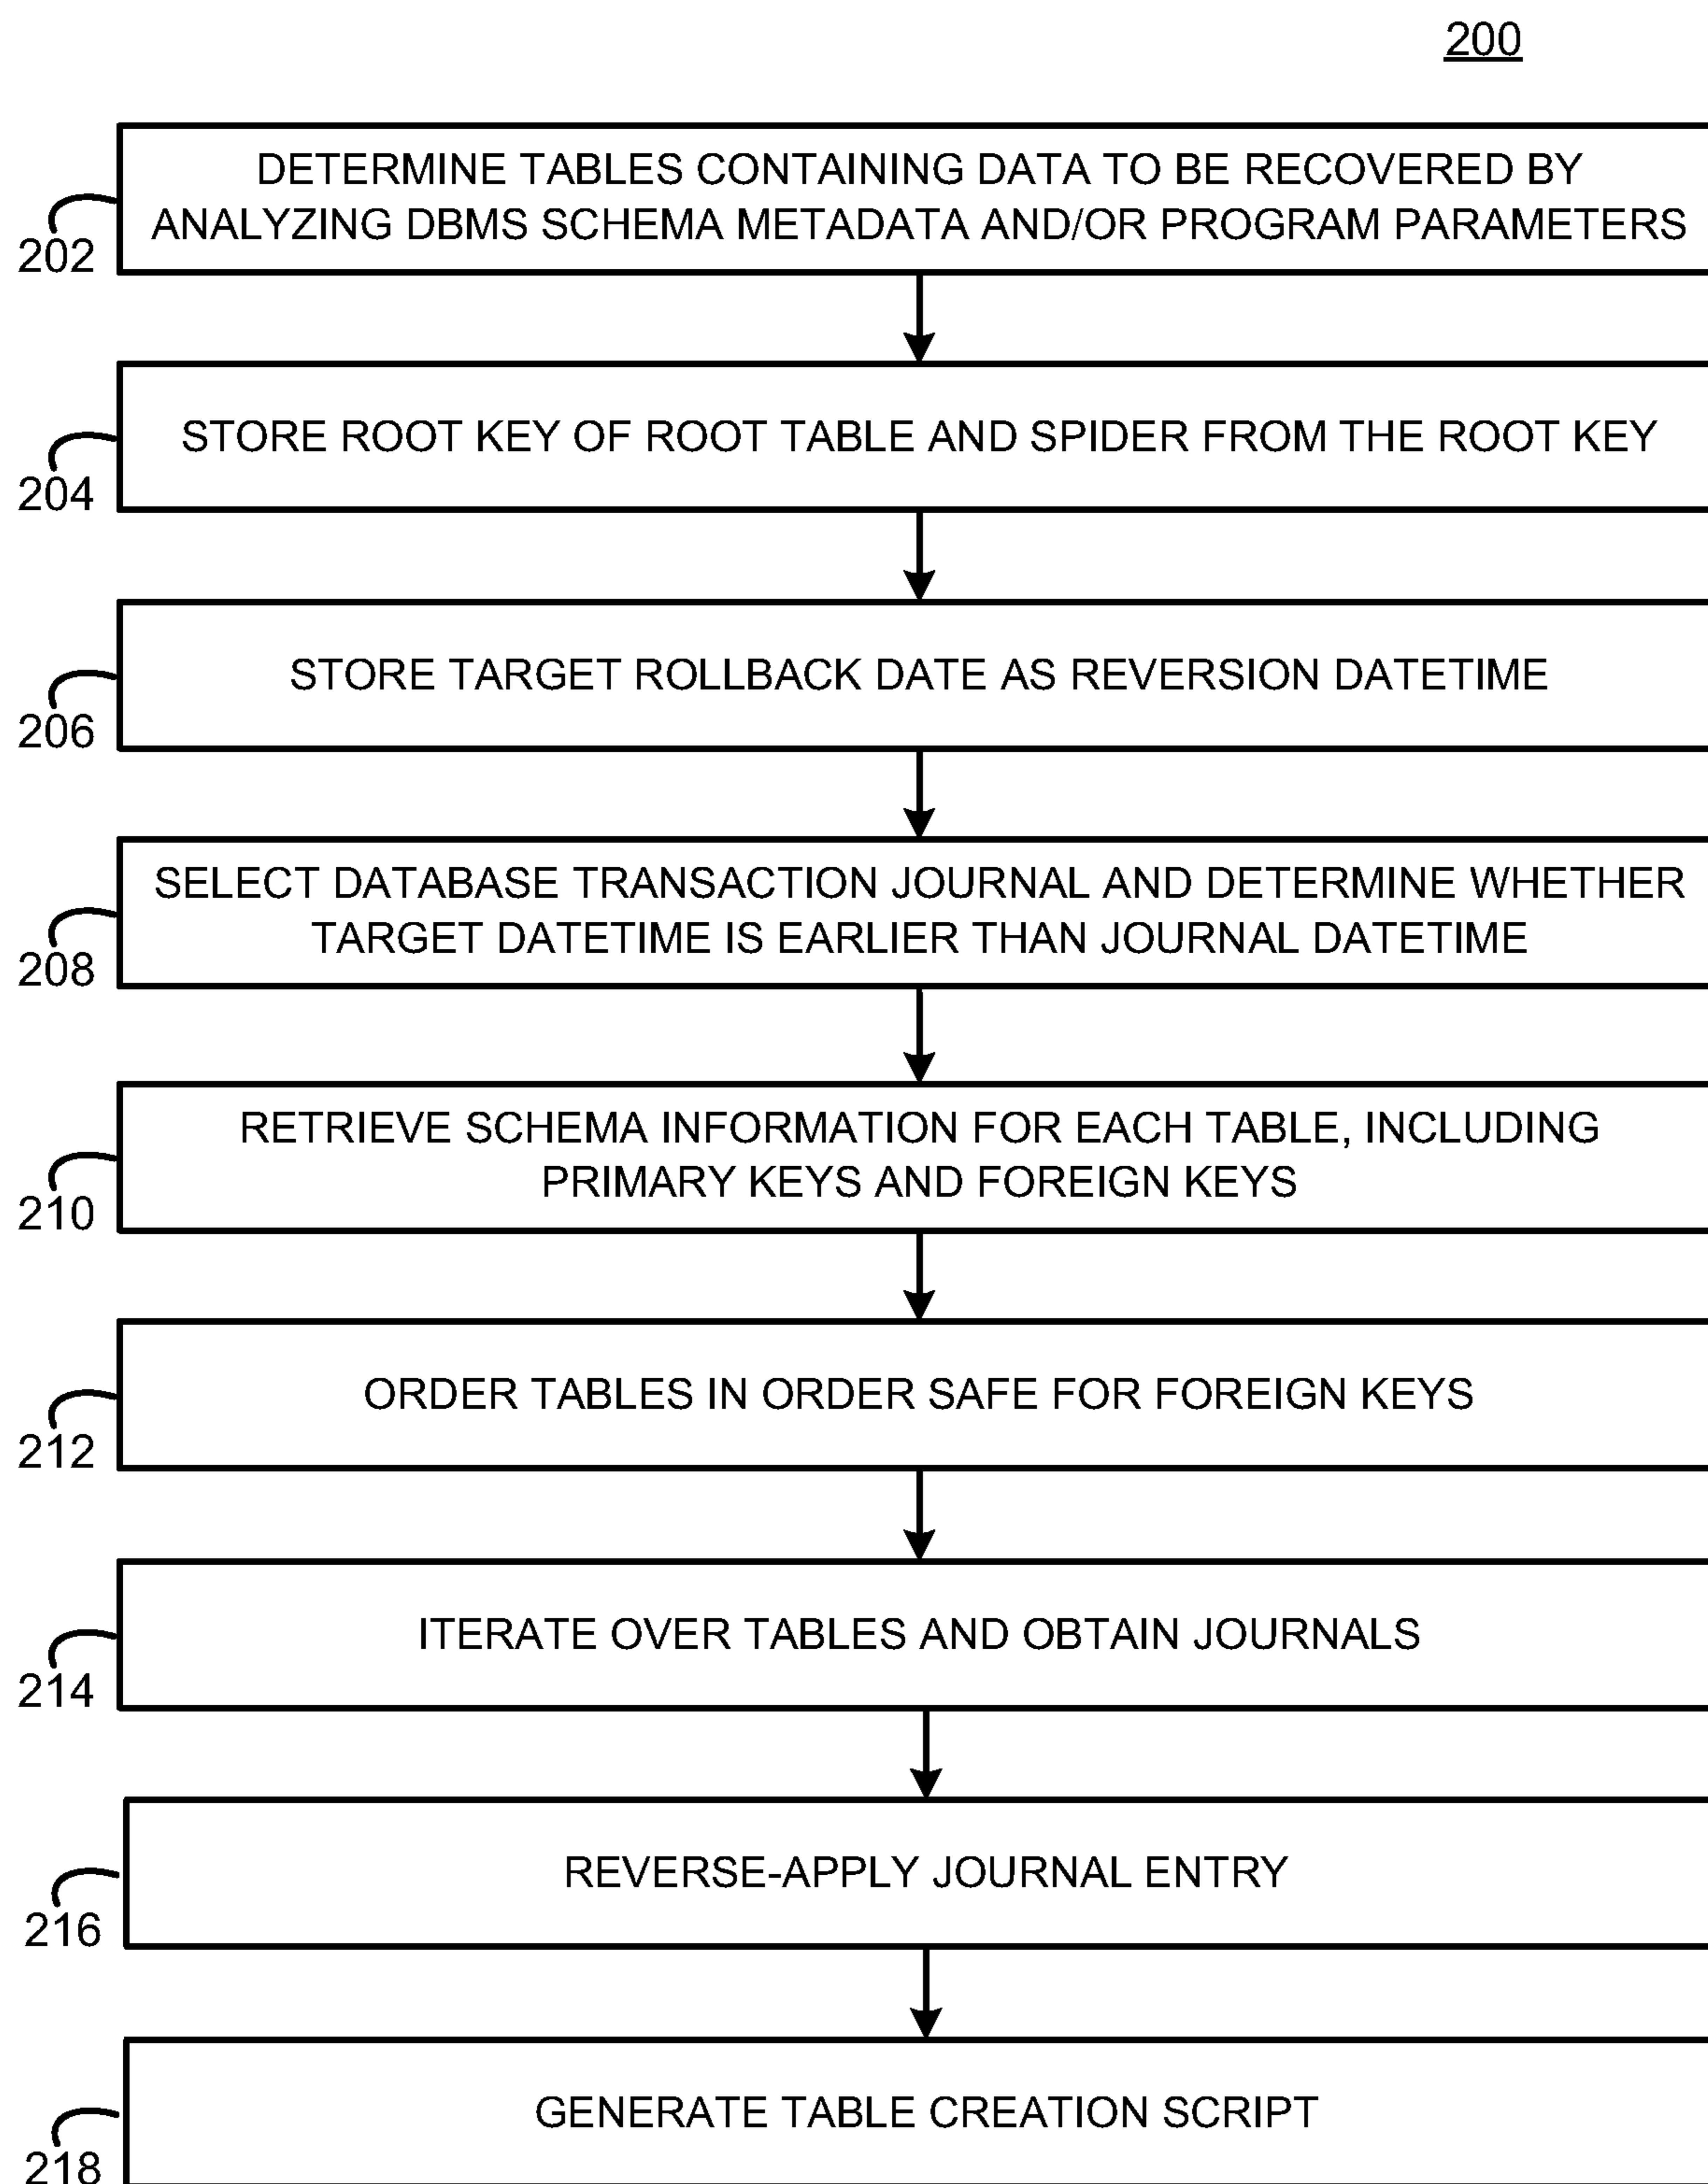 200
DETERMINE TABLES CONTAINING DATA TO BE RECOVERED BY
ANALYZING DBMS SCHEMA METADATA AND/OR PROGRAM PARAMETERS
202
STORE ROOT KEY OF ROOT TABLE AND SPIDER FROM THE ROOT KEY
204
STORE TARGET ROLLBACK DATE AS REVERSION DATETIME
206
SELECT DATABASE TRANSACTION JOURNAL AND DETERMINE WHETHER
TARGET DATETIME IS EARLIER THAN JOURNAL DATETIME
208
RETRIEVE SCHEMA INFORMATION FOR EACH TABLE, INCLUDING
PRIMARY KEYS AND FOREIGN KEYS
210
ORDER TABLES IN ORDER SAFE FOR FOREIGN KEYS
212
ITERATE OVER TABLES AND OBTAIN JOURNALS
214
REVERSE-APPLY JOURNAL ENTRY
216
GENERATE TABLE CREATION SCRIPT
218